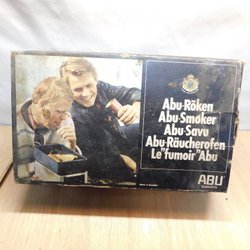 Abu-Röken
Abu-Smoker
Abu-Savu
Abu-Räucherofen
Le "fumoir" Abu
ABU